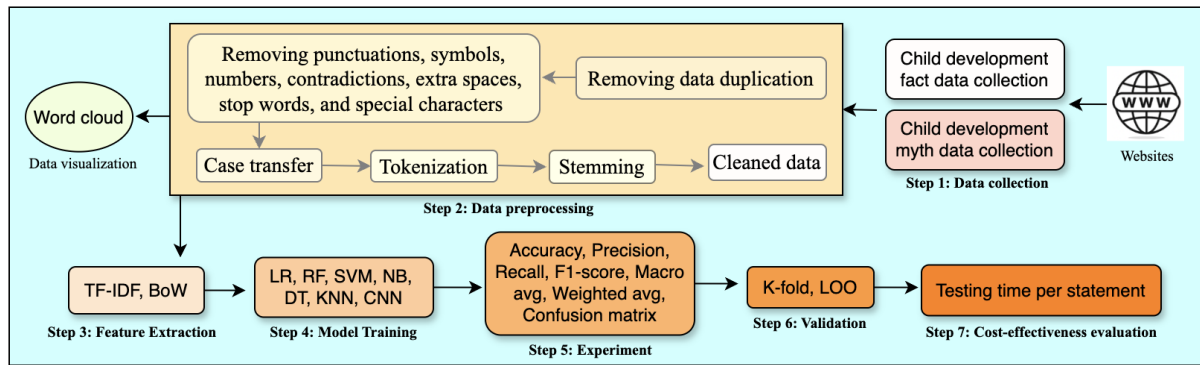 Removing punctuations, symbols,
numbers, contradictions, extra spaces,
stop words, and special characters
Removing data duplication
Child development
fact data collection
WWW
Word cloud
Data visualization
Child development
myth data collection
Websites
Case transfer
Tokenization
Stemming
Cleaned data
Step 1: Data collection
Step 2: Data preprocessing
TF-IDF, BoW
LR, RF, SVM, NB,
DT, KNN, CNN
Accuracy, Precision,
Recall, F1-score, Macro
avg, Weighted avg,
Confusion matrix
K-fold, LOO
Testing time per statement
Step 3: Feature Extraction
Step 4: Model Training
Step 5: Experiment
Step 6: Validation
Step 7: Cost-effectiveness evaluation